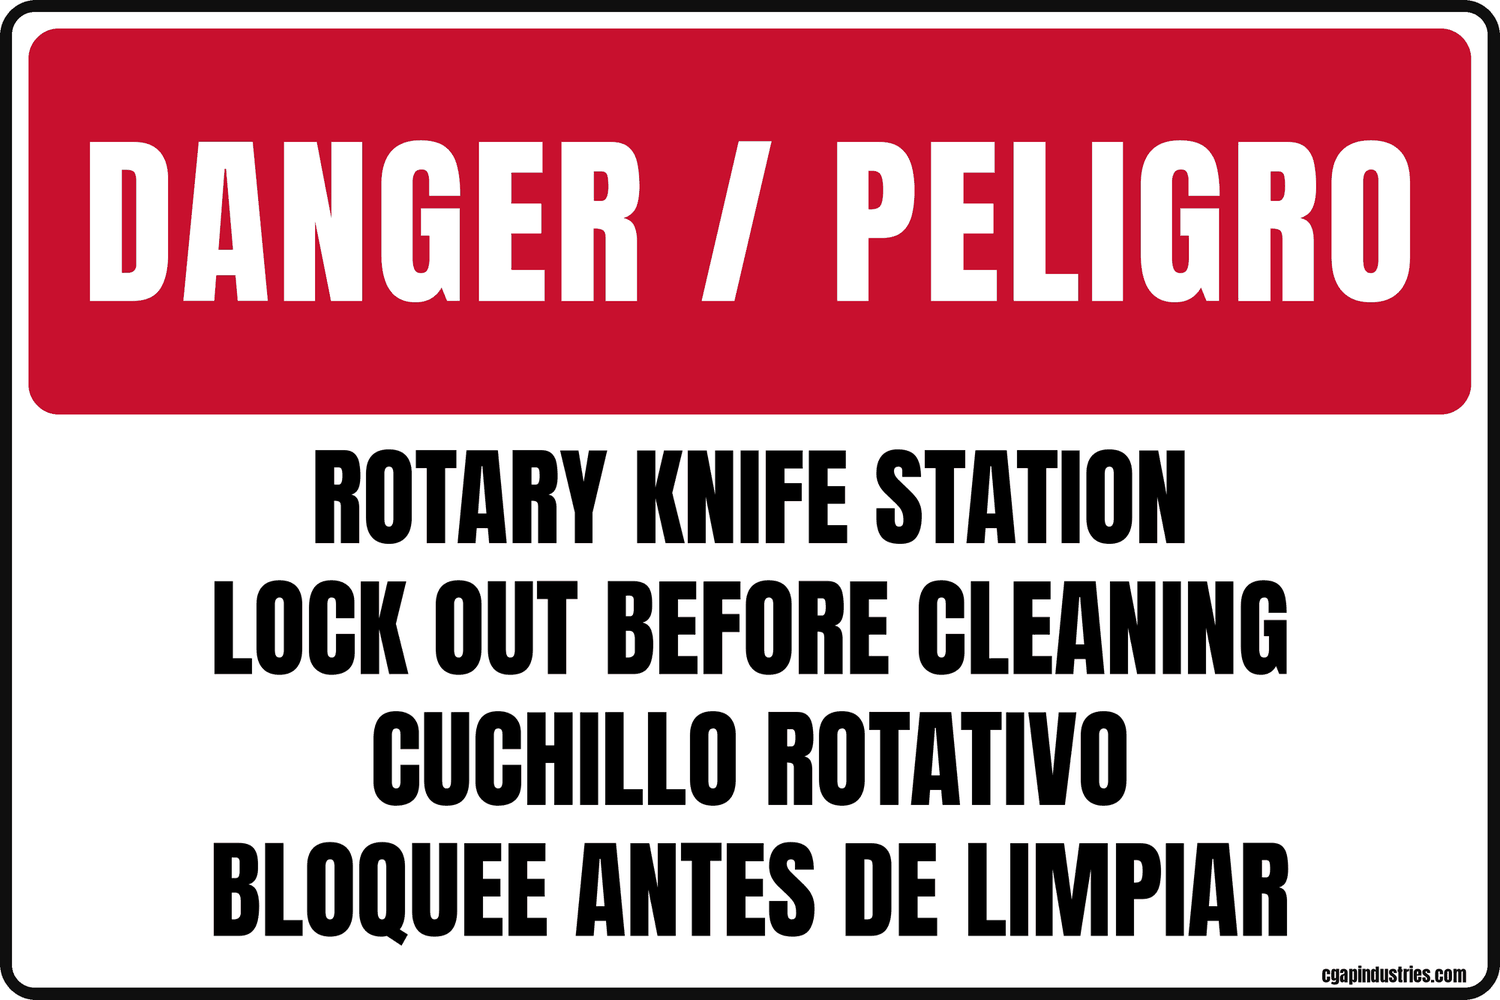 DANGER / PELIGRO
ROTARY KNIFE STATION
LOCK OUT BEFORE CLEANING
CUCHILLO ROTATIVO
BLOQUEE ANTES DE LIMPIAR
cgapindustries.com